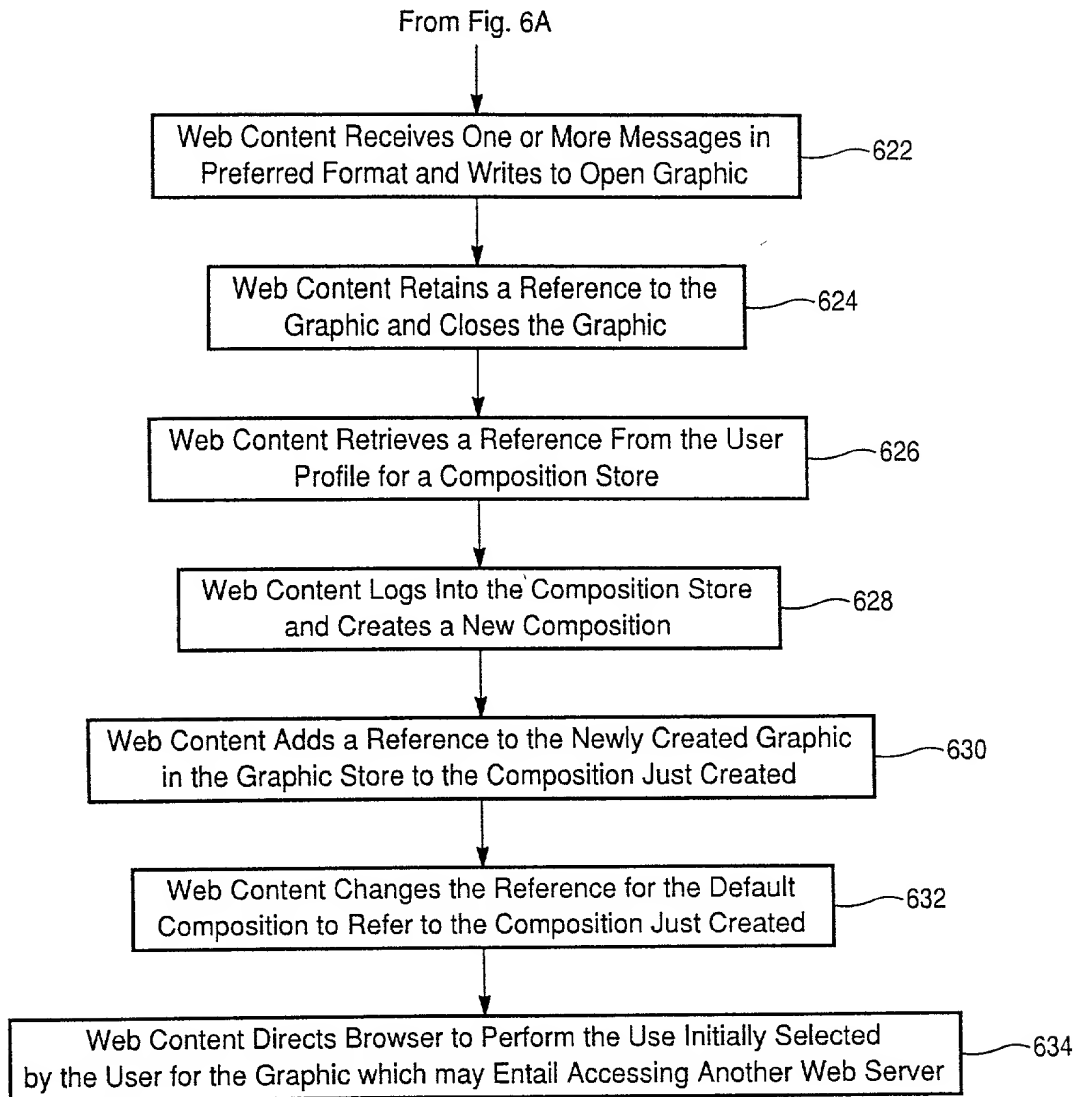 From Fig. 6A
Web Content Receives One or More Messages in
Preferred Format and Writes to Open Graphic
622
Web Content Retains a Reference to the
Graphic and Closes the Graphic
624
Web Content Retrieves a Reference From the User
Profile for a Composition Store
626
Web Content Logs Into the Composition Store
and Creates a New Composition
628
Web Content Adds a Reference to the Newly Created Graphic
in the Graphic Store to the Composition Just Created
630
Web Content Changes the Reference for the Default
Composition to Refer to the Composition Just Created
632
Web Content Directs Browser to Perform the Use Initially Selected
by the User for the Graphic which may Entail Accessing Another Web Server
634